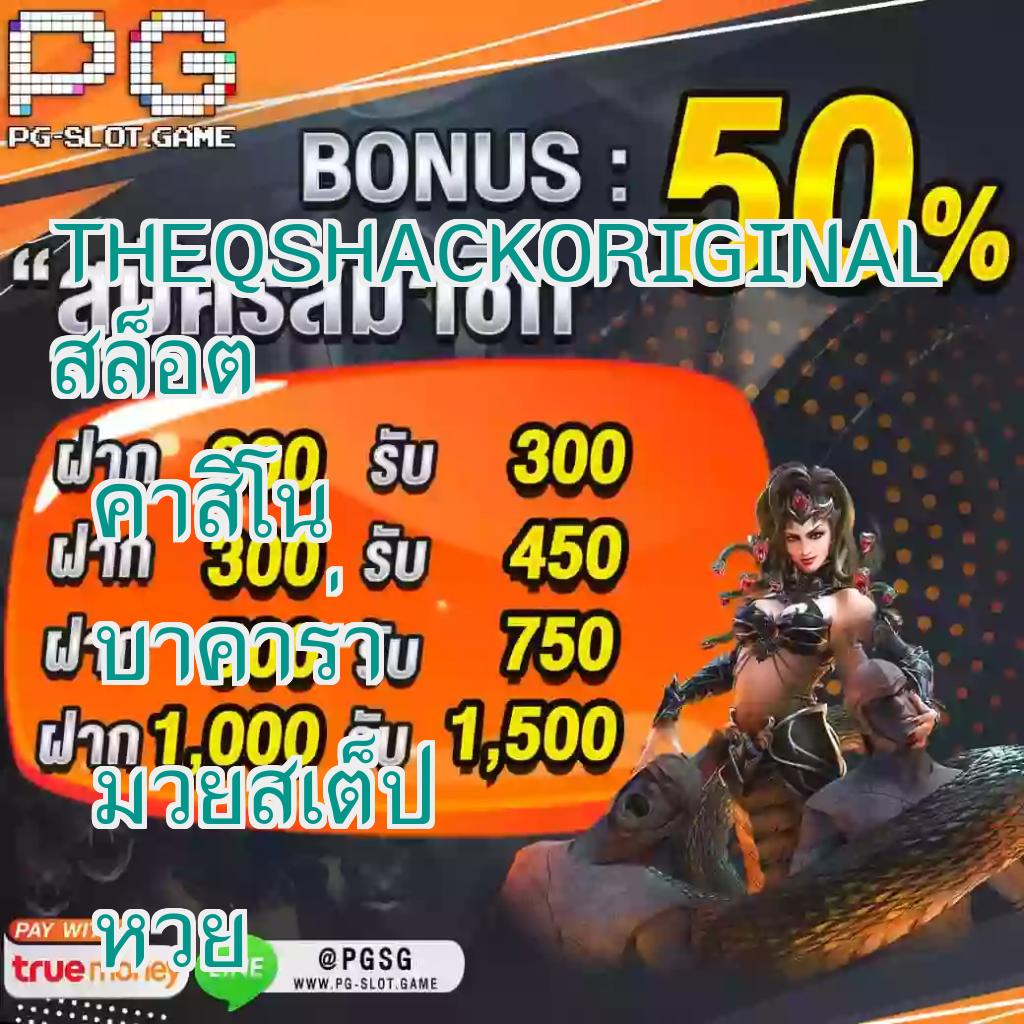 PG
PG-SLOT.GAME
BONUS : 50%
THEQSHACKORIGINAL
สล็อต
ฝาก รับ 300
คาสิโน
ฝาก 300 รับ 450
บาคาร่า
750
ฝาก 1,000 รับ 1,500
มวยสเต็ป
หวย
PAY
true money LINE @PGSG
WWW.PG-SLOT.GAME